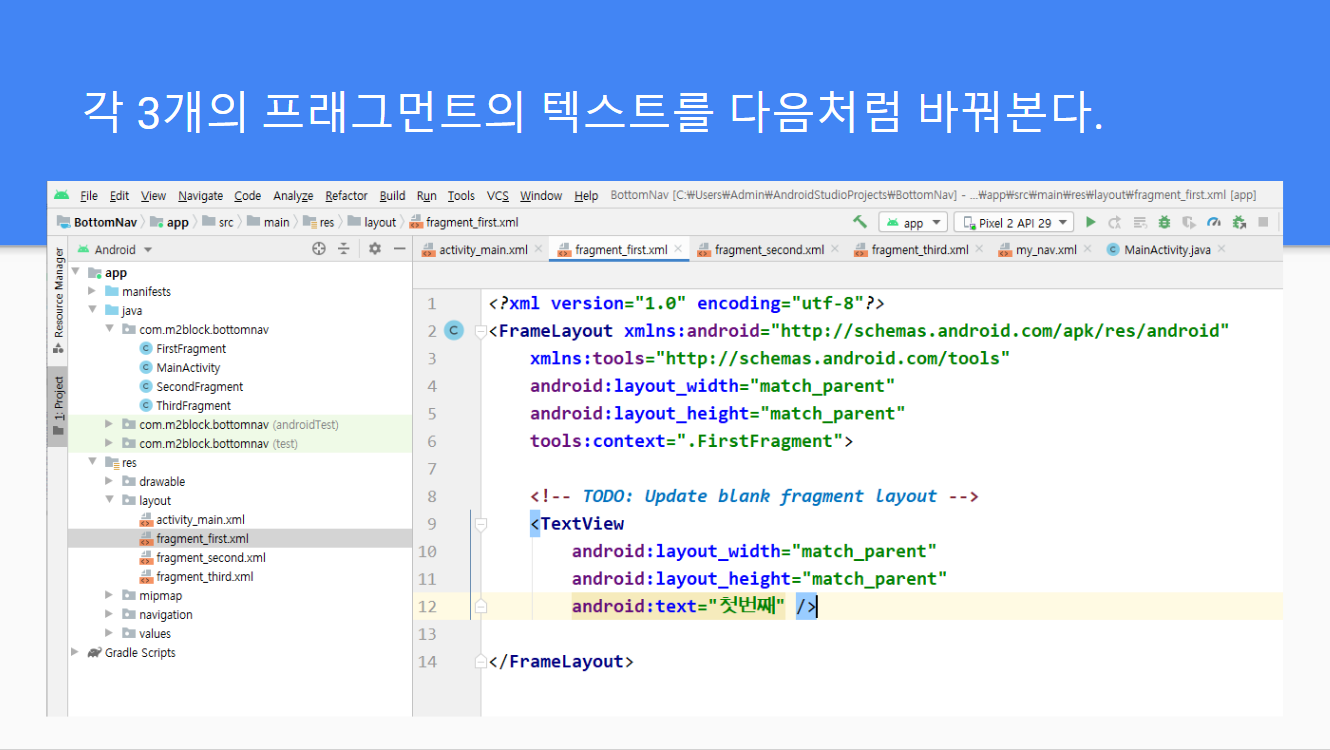 각 3개의 프래그먼트의 텍스트를 다음처럼 바꿔본다.
File Edit View Navigate Code Analyze Refactor Build Run Tools VCS Window Help BottomNav [C:￦Users￦Admin￦AndroidStudioProjects￦BottomNav] - ...￦app￦src￦main￦res￦layout￦fragment_first.xml [app]
BottomNav app src main res layout fragment_first.xml app Pixel 2 API 29
Resource Manager
1: Project
Android
app
manifests
java
com.m2block.bottomnav
FirstFragment
MainActivity
SecondFragment
ThirdFragment
com.m2block.bottomnav (androidTest)
com.m2block.bottomnav (test)
res
drawable
layout
activity_main.xml
fragment_first.xml
fragment_second.xml
fragment_third.xml
mipmap
navigation
values
Gradle Scripts
activity_main.xml fragment_first.xml fragment_second.xml fragment_third.xml my_nav.xml MainActivity.java
1 <?xml version="1.0" encoding="utf-8"?>
2 <FrameLayout xmlns:android="http://schemas.android.com/apk/res/android"
3 xmlns:tools="http://schemas.android.com/tools"
4 android:layout_width="match_parent"
5 android:layout_height="match_parent"
6 tools:context=".FirstFragment">
7
8 <!-- TODO: Update blank fragment layout -->
9 <TextView
10 android:layout_width="match_parent"
11 android:layout_height="match_parent"
12 android:text="첫번째" />
13
14 </FrameLayout>